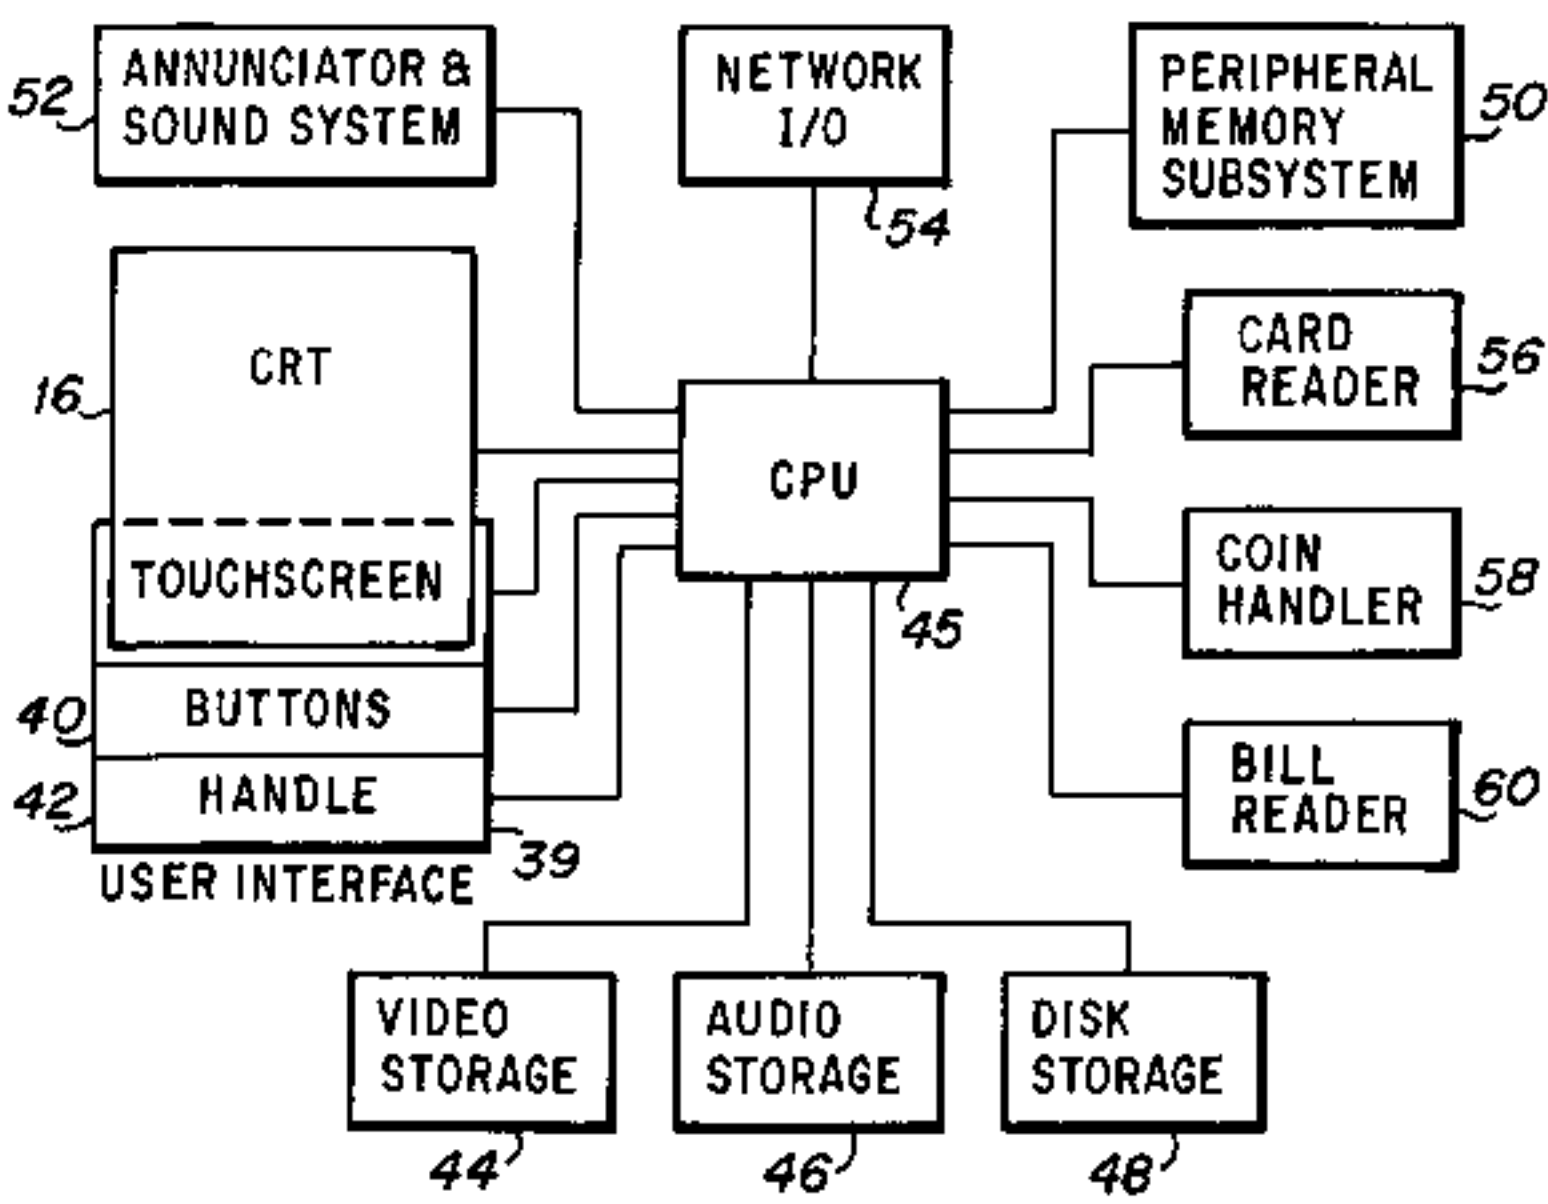 ANNUNCIATOR &
SOUND SYSTEM
52
NETWORK
I/O
54
PERIPHERAL
MEMORY
SUBSYSTEM
50
CRT
16
TOUCHSCREEN
BUTTONS
40
HANDLE
42
39
USER INTERFACE
CPU
45
CARD
READER
56
COIN
HANDLER
58
BILL
READER
60
VIDEO
STORAGE
44
AUDIO
STORAGE
46
DISK
STORAGE
48